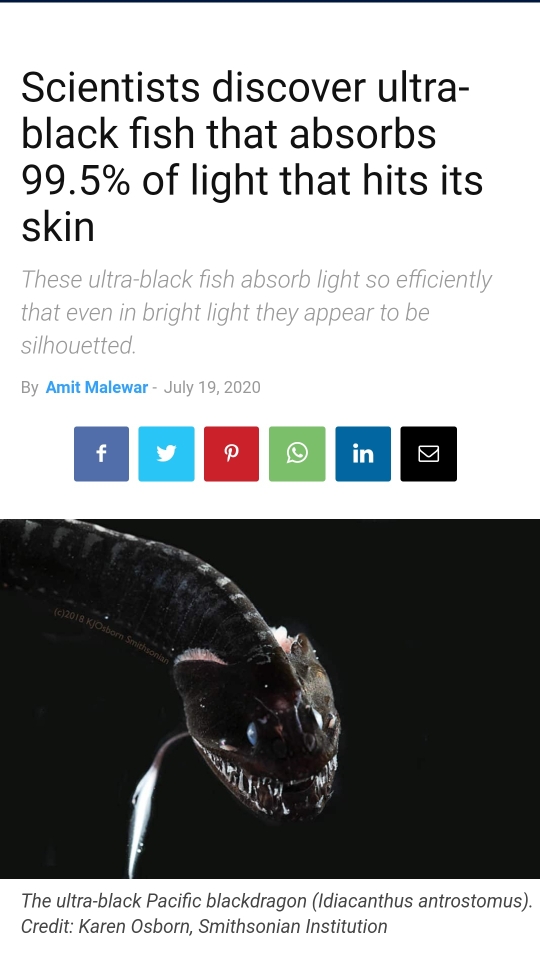 Scientists discover ultra-
black fish that absorbs
99.5% of light that hits its
skin
These ultra-black fish absorb light so efficiently
that even in bright light they appear to be
silhouetted.
By Amit Malewar - July 19, 2020
f
in
(c)2018 KJOsborn Smithsonian
The ultra-black Pacific blackdragon (Idiacanthus antrostomus).
Credit: Karen Osborn, Smithsonian Institution